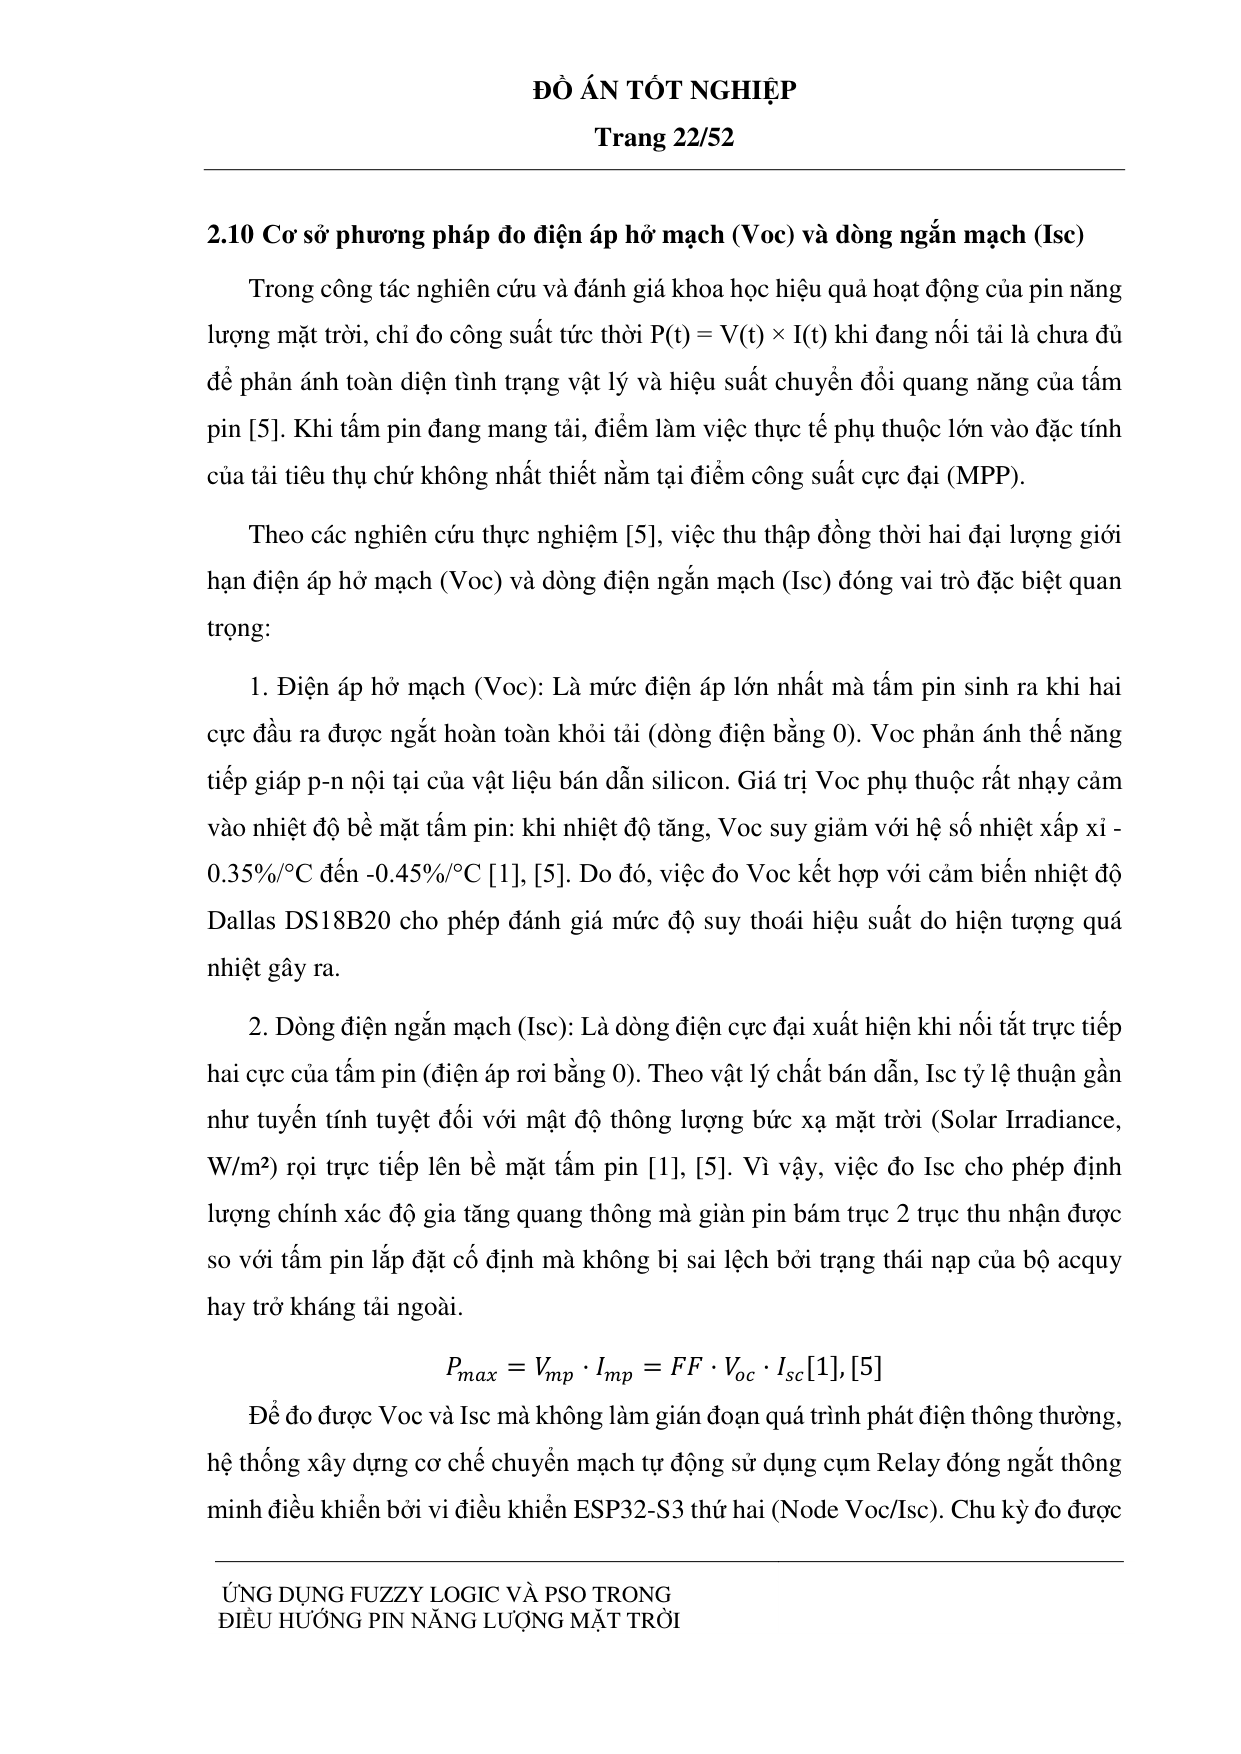 ĐỒ ÁN TỐT NGHIỆP
Trang 22/52
2.10 Cơ sở phương pháp đo điện áp hở mạch (Voc) và dòng ngắn mạch (Isc)
Trong công tác nghiên cứu và đánh giá khoa học hiệu quả hoạt động của pin năng
lượng mặt trời, chỉ đo công suất tức thời P(t) = V(t) × I(t) khi đang nối tải là chưa đủ
để phản ánh toàn diện tình trạng vật lý và hiệu suất chuyển đổi quang năng của tấm
pin [5]. Khi tấm pin đang mang tải, điểm làm việc thực tế phụ thuộc lớn vào đặc tính
của tải tiêu thụ chứ không nhất thiết nằm tại điểm công suất cực đại (MPP).
Theo các nghiên cứu thực nghiệm [5], việc thu thập đồng thời hai đại lượng giới
hạn điện áp hở mạch (Voc) và dòng điện ngắn mạch (Isc) đóng vai trò đặc biệt quan
trọng:
1. Điện áp hở mạch (Voc): Là mức điện áp lớn nhất mà tấm pin sinh ra khi hai
cực đầu ra được ngắt hoàn toàn khỏi tải (dòng điện bằng 0). Voc phản ánh thế năng
tiếp giáp p-n nội tại của vật liệu bán dẫn silicon. Giá trị Voc phụ thuộc rất nhạy cảm
vào nhiệt độ bề mặt tấm pin: khi nhiệt độ tăng, Voc suy giảm với hệ số nhiệt xấp xỉ -
0.35%/°C đến -0.45%/°C [1], [5]. Do đó, việc đo Voc kết hợp với cảm biến nhiệt độ
Dallas DS18B20 cho phép đánh giá mức độ suy thoái hiệu suất do hiện tượng quá
nhiệt gây ra.
2. Dòng điện ngắn mạch (Isc): Là dòng điện cực đại xuất hiện khi nối tắt trực tiếp
hai cực của tấm pin (điện áp rơi bằng 0). Theo vật lý chất bán dẫn, Isc tỷ lệ thuận gần
như tuyến tính tuyệt đối với mật độ thông lượng bức xạ mặt trời (Solar Irradiance,
W/m²) rọi trực tiếp lên bề mặt tấm pin [1], [5]. Vì vậy, việc đo Isc cho phép định
lượng chính xác độ gia tăng quang thông mà giàn pin bám trục 2 trục thu nhận được
so với tấm pin lắp đặt cố định mà không bị sai lệch bởi trạng thái nạp của bộ acquy
hay trở kháng tải ngoài.
P_{max} = V_{mp} · I_{mp} = FF · V_{oc} · I_{sc}[1], [5]
Để đo được Voc và Isc mà không làm gián đoạn quá trình phát điện thông thường,
hệ thống xây dựng cơ chế chuyển mạch tự động sử dụng cụm Relay đóng ngắt thông
minh điều khiển bởi vi điều khiển ESP32-S3 thứ hai (Node Voc/Isc). Chu kỳ đo được
ỨNG DỤNG FUZZY LOGIC VÀ PSO TRONG
ĐIỀU HƯỚNG PIN NĂNG LƯỢNG MẶT TRỜI